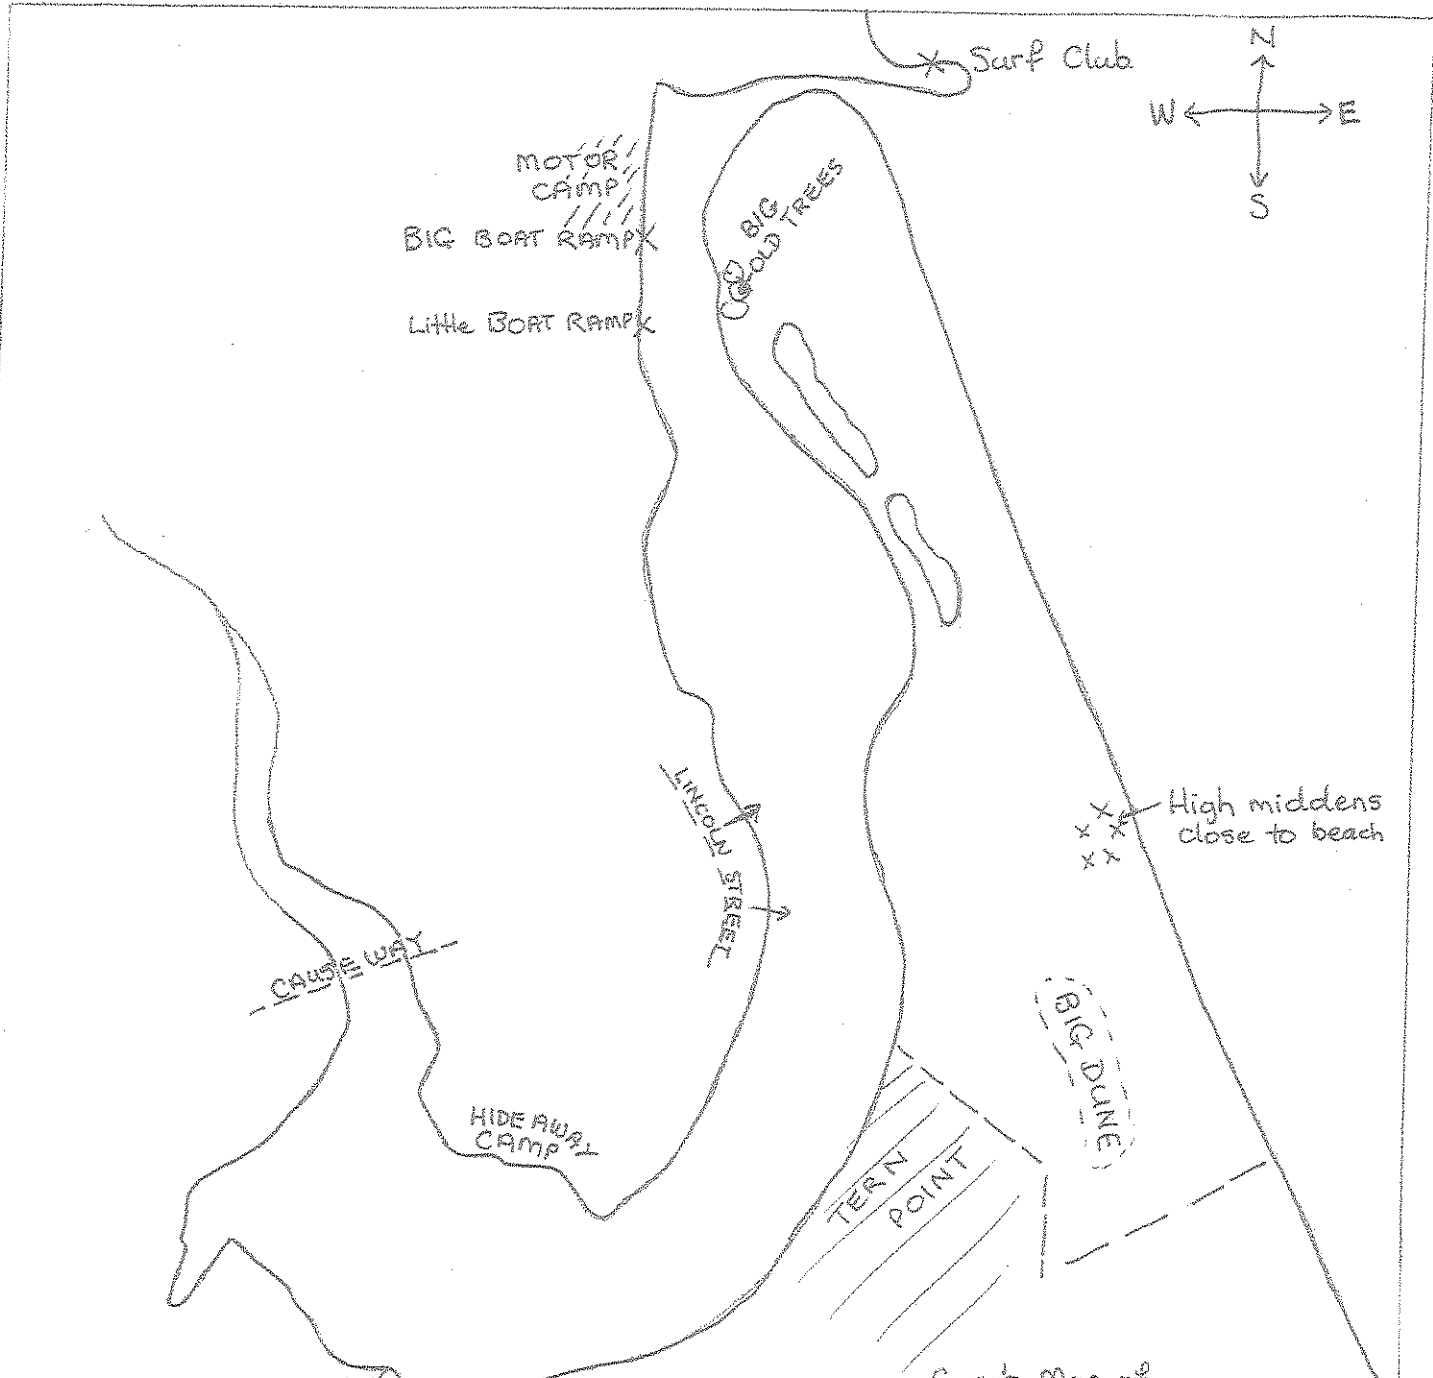 Surf Club
N
W E
S
MOTOR
CAMP
BIG BOAT RAMP
Little BOAT RAMP
BIG
OLD TREES
LINCOLN STREET
High middens
close to beach
CAUSEWAY
BIG DUNE
HIDEAWAY
CAMP
TERN
POINT